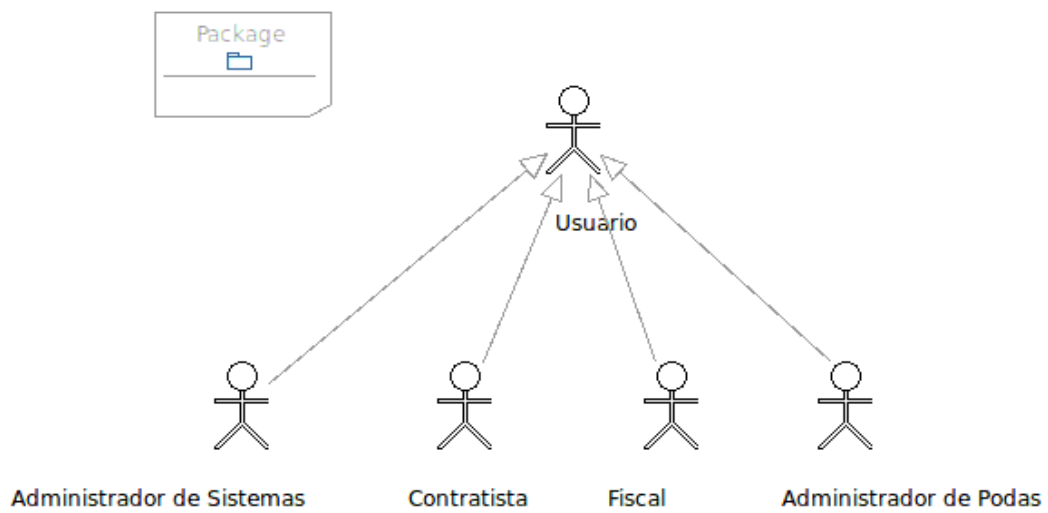 Package
Usuario
Administrador de Sistemas
Contratista
Fiscal
Administrador de Podas